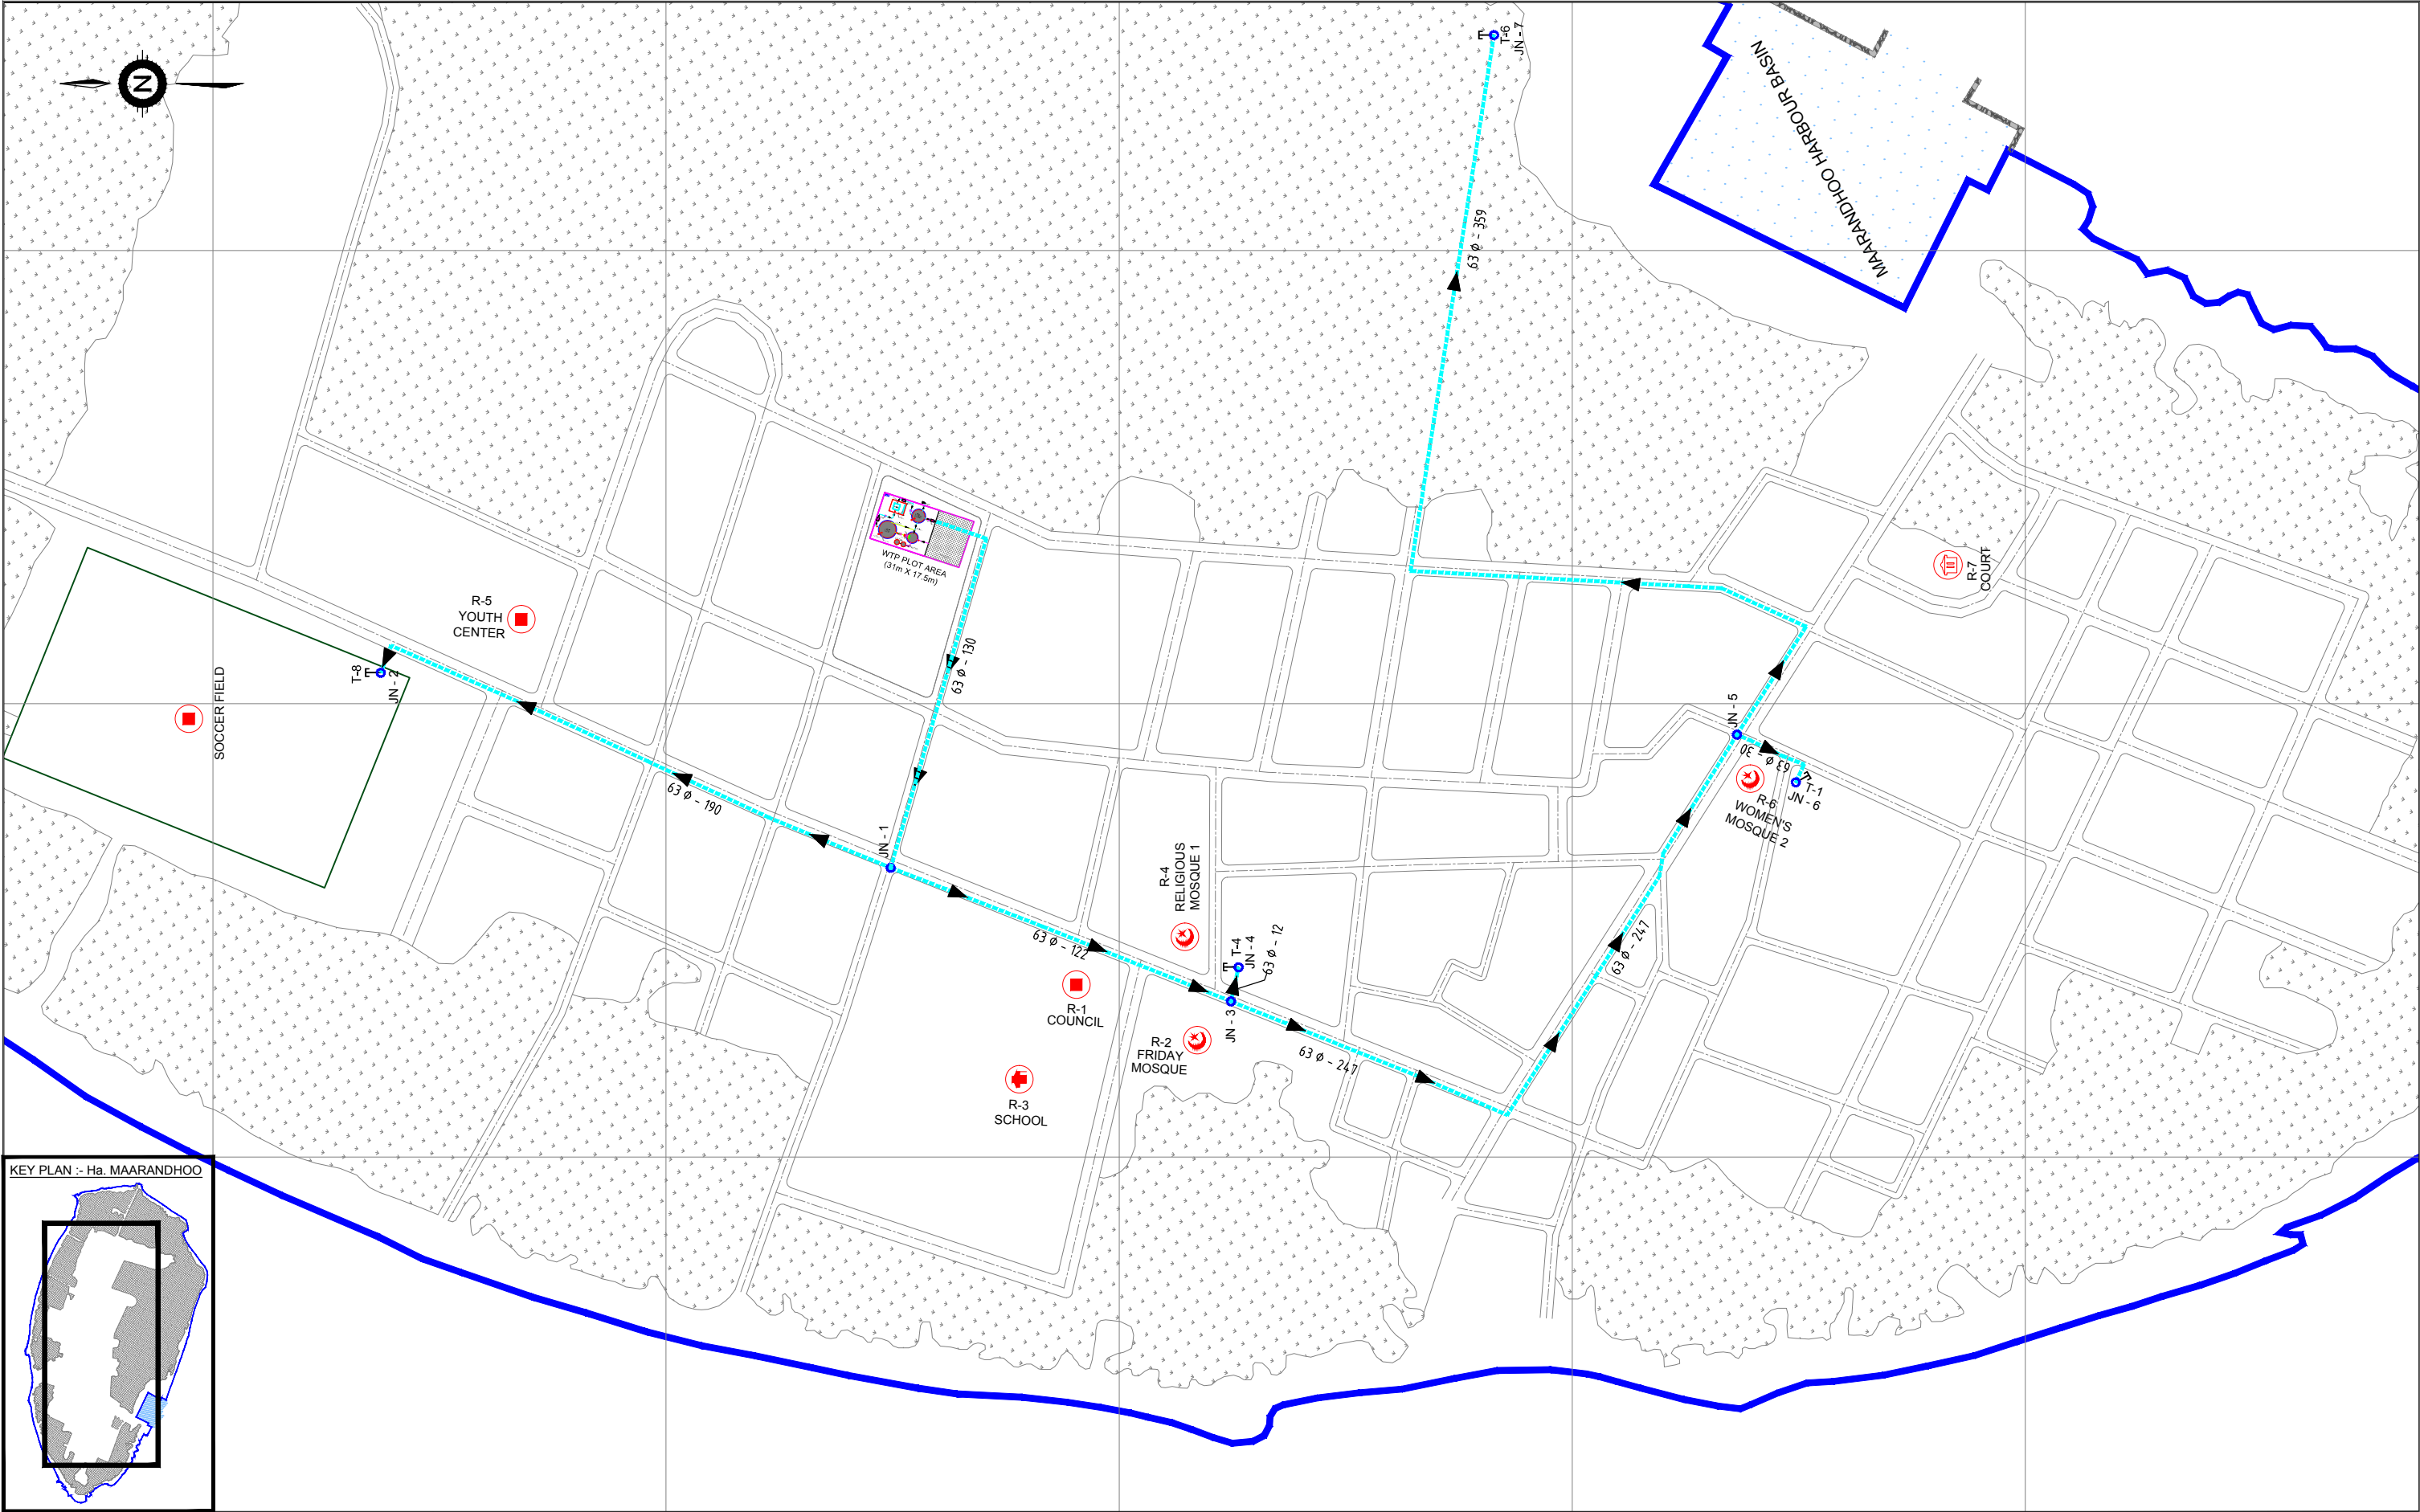 N
T-6
JN - 7
MAARANDHOO HARBOUR BASIN
63 ⌀ - 359
WTP PLOT AREA
(31m X 17.5m)
R-5
YOUTH
CENTER
R-7
COURT
63 ⌀ - 130
T-8
JN - 2
SOCCER FIELD
JN - 5
63 ⌀ - 30
T-1
JN - 6
R-6
WOMEN'S
MOSQUE 2
63 ⌀ - 190
JN - 1
R-4
RELIGIOUS
MOSQUE 1
63 ⌀ - 122
T-4
JN - 4
63 ⌀ - 12
63 ⌀ - 247
R-1
COUNCIL
JN - 3
R-2
FRIDAY
MOSQUE
63 ⌀ - 247
R-3
SCHOOL
KEY PLAN :- Ha. MAARANDHOO